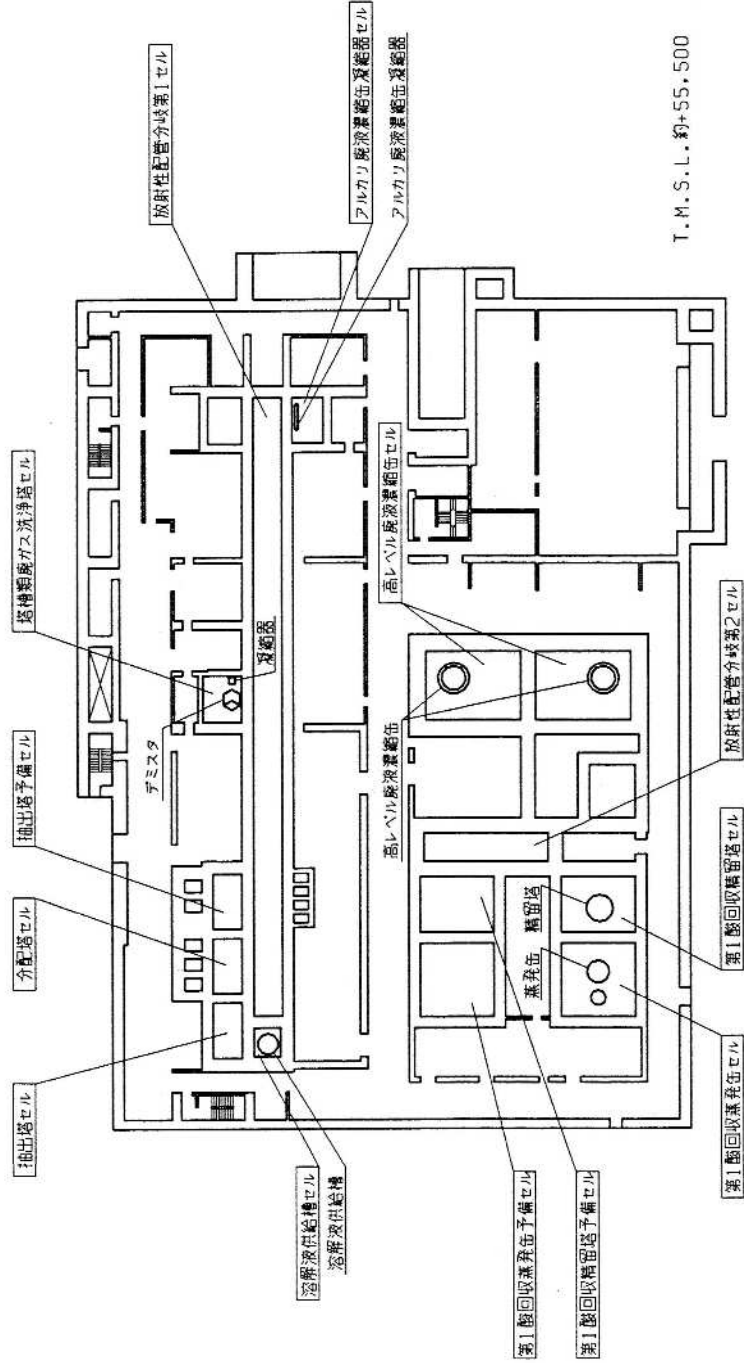 抽出塔セル
分配塔セル
抽出塔予備セル
塔槽類廃ガス洗浄塔セル
放射性配管分岐第1セル
アルカリ廃液濃縮缶凝縮器セル
アルカリ廃液濃縮缶凝縮器
デミスタ
凝縮器
溶解液供給槽セル
溶解液供給槽
高レベル廃液濃縮缶セル
高レベル廃液濃縮缶
蒸発缶
精留塔
第1酸回収蒸発缶予備セル
第1酸回収精留塔予備セル
第1酸回収蒸発缶セル
第1酸回収精留塔セル
放射性配管分岐第2セル
T.M.S.L.約+55,500